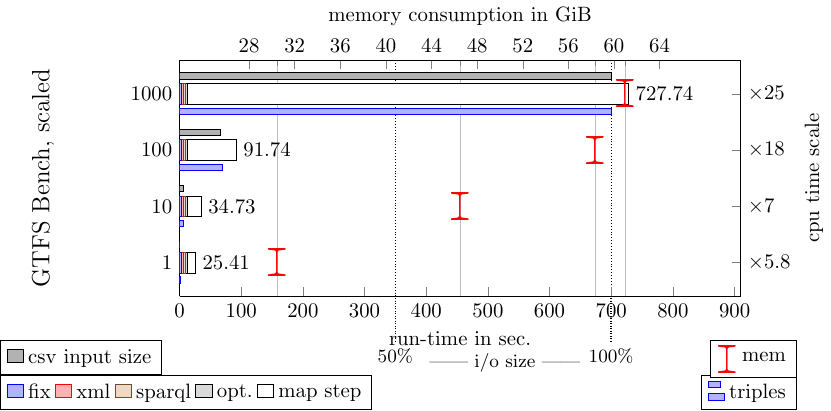 memory consumption in GiB
28 32 36 40 44 48 52 56 60 64
GTFS Bench, scaled
1000 727.74 ×25
100 91.74 ×18
10 34.73 ×7
1 25.41 ×5.8
cpu time scale
0 100 200 300 400 500 600 700 800 900
run-time in sec.
50% i/o size 100%
csv input size
mem
fix xml sparql opt. map step
triples